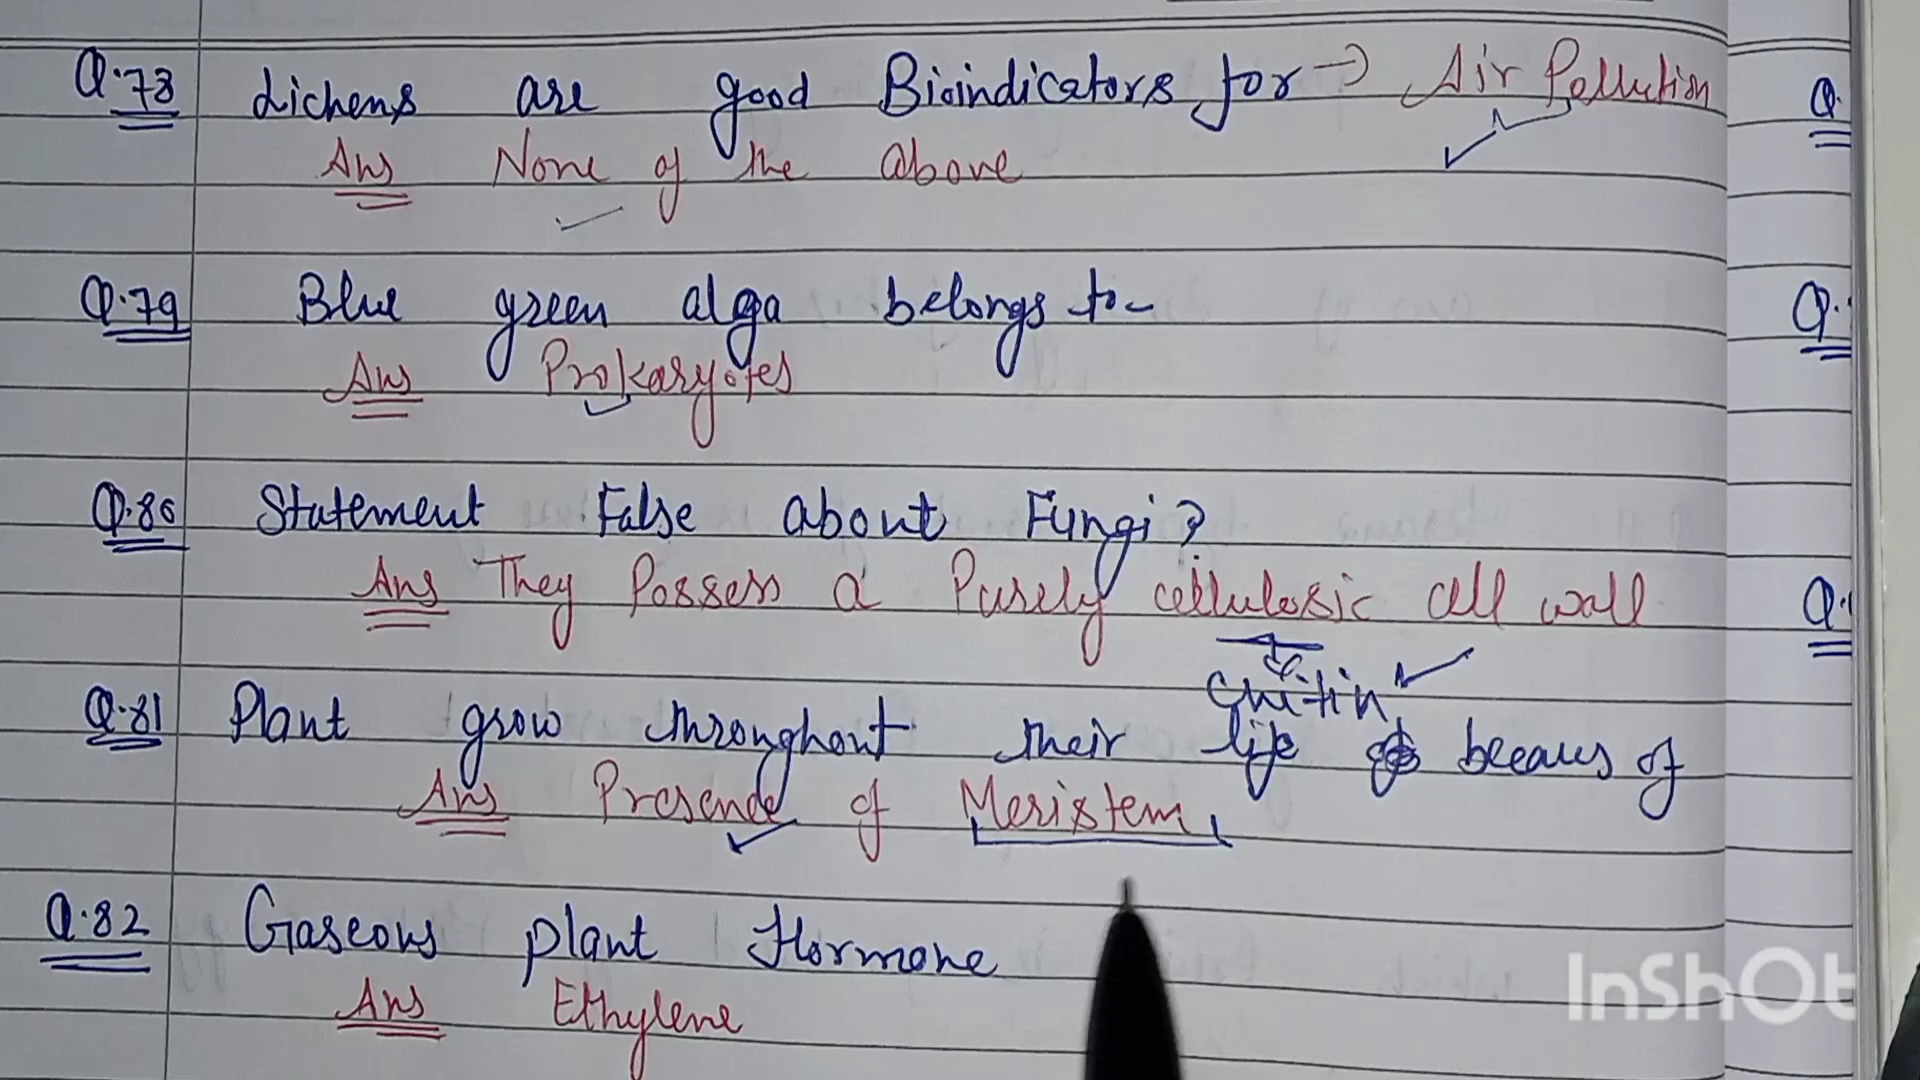 Q.78 Lichens are good Bioindicators for → Air Pollution
Ans None of the above
Q.79 Blue green alga belongs to-
Ans Prokaryotes
Q.80 Statement False about Fungi?
Ans They Possess a Purely cellulosic cell wall
Chitin
Q.81 Plant grow throughout their life becaus of
Ans Presence of Meristem
Q.82 Gaseous plant Hormone
Ans Ethylene
Q.
Q.
Q.
InShOt